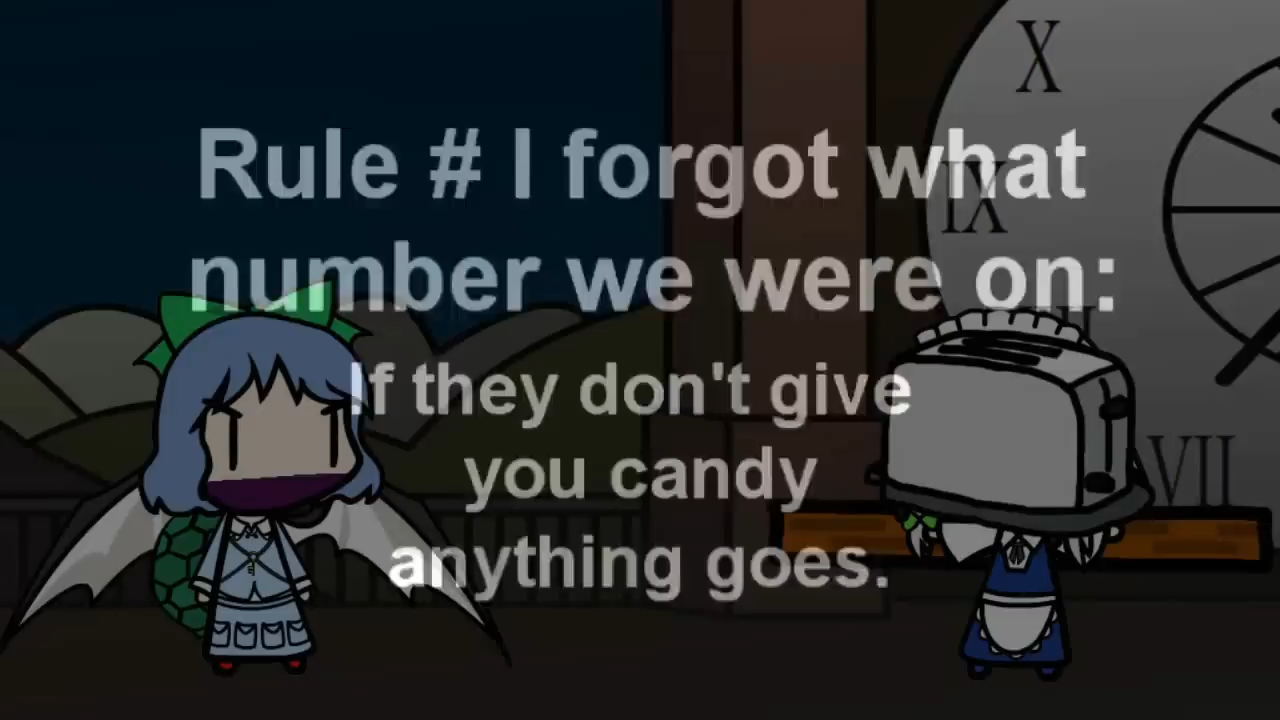 Rule # I forgot what
number we were on:
If they don't give
you candy
anything goes.
X
IX
VII